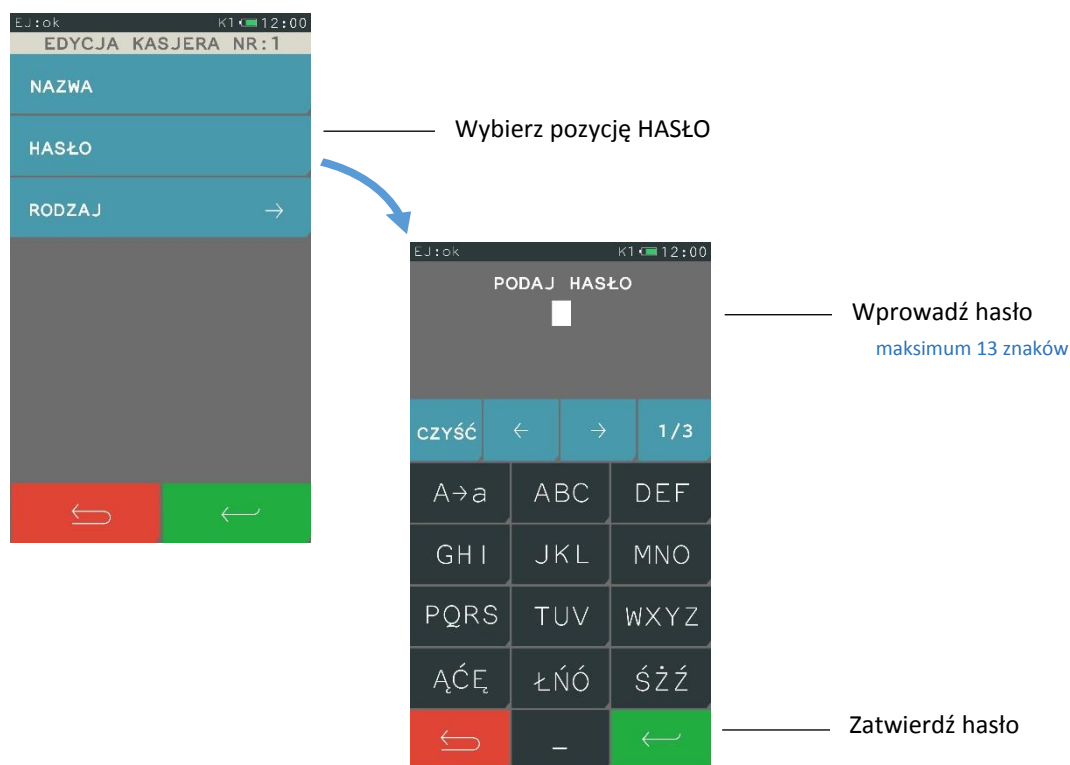 EJ:ok K1 12:00
EDYCJA KASJERA NR:1
NAZWA
HASŁO
RODZAJ →
Wybierz pozycję HASŁO
EJ:ok K1 12:00
PODAJ HASŁO
Wprowadź hasło
maksimum 13 znaków
CZYŚĆ ← → 1/3
A→a ABC DEF
GHI JKL MNO
PQRS TUV WXYZ
ĄĆĘ ŁŃÓ ŚŻŹ
_
Zatwierdź hasło